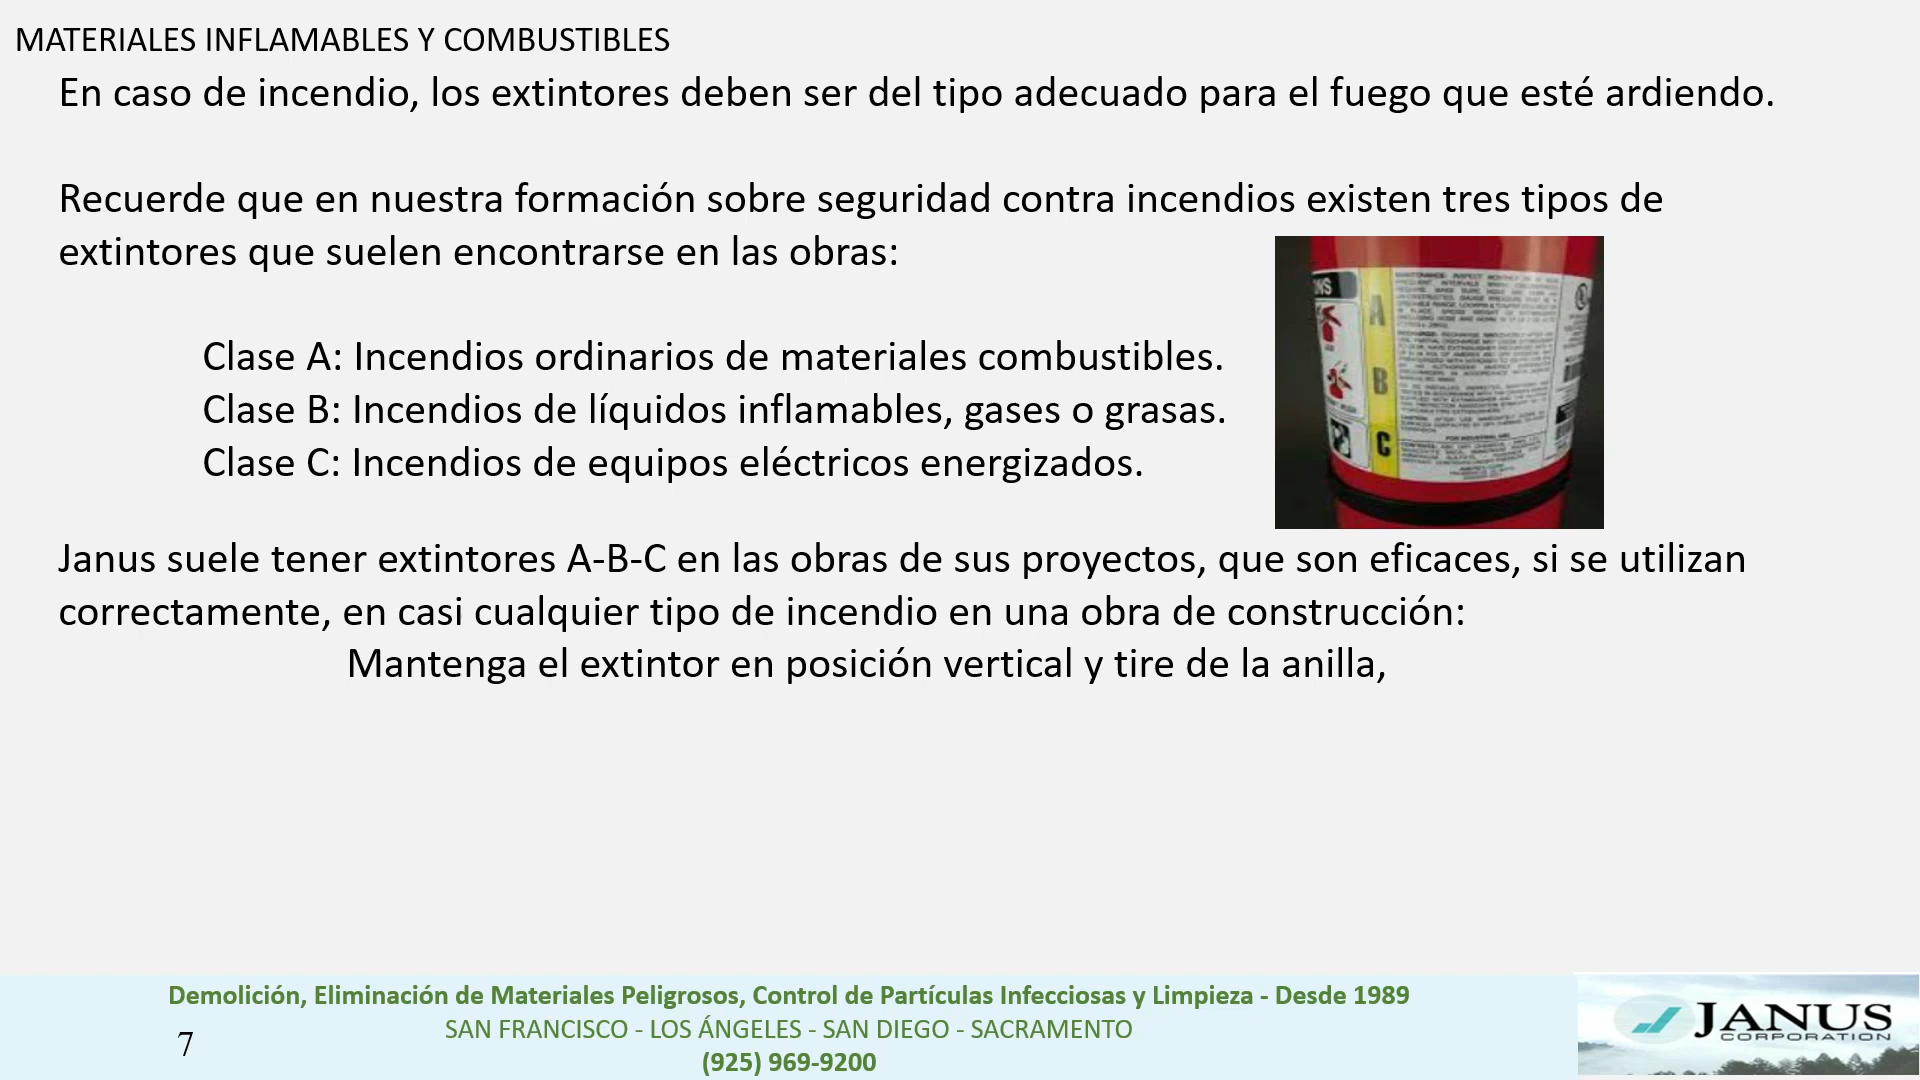 MATERIALES INFLAMABLES Y COMBUSTIBLES
En caso de incendio, los extintores deben ser del tipo adecuado para el fuego que esté ardiendo.
Recuerde que en nuestra formación sobre seguridad contra incendios existen tres tipos de
extintores que suelen encontrarse en las obras:
Clase A: Incendios ordinarios de materiales combustibles.
Clase B: Incendios de líquidos inflamables, gases o grasas.
Clase C: Incendios de equipos eléctricos energizados.
A
B
C
Janus suele tener extintores A-B-C en las obras de sus proyectos, que son eficaces, si se utilizan
correctamente, en casi cualquier tipo de incendio en una obra de construcción:
Mantenga el extintor en posición vertical y tire de la anilla,
Demolición, Eliminación de Materiales Peligrosos, Control de Partículas Infecciosas y Limpieza - Desde 1989
SAN FRANCISCO - LOS ÁNGELES - SAN DIEGO - SACRAMENTO
(925) 969-9200
7
JANUS
CORPORATION